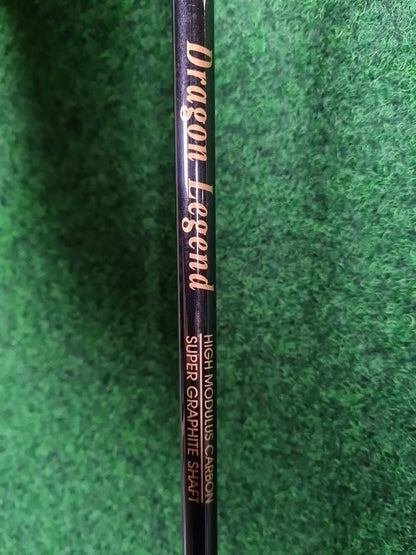 Dragon Legend
HIGH MODULUS CARBON
SUPER GRAPHITE SHAFT